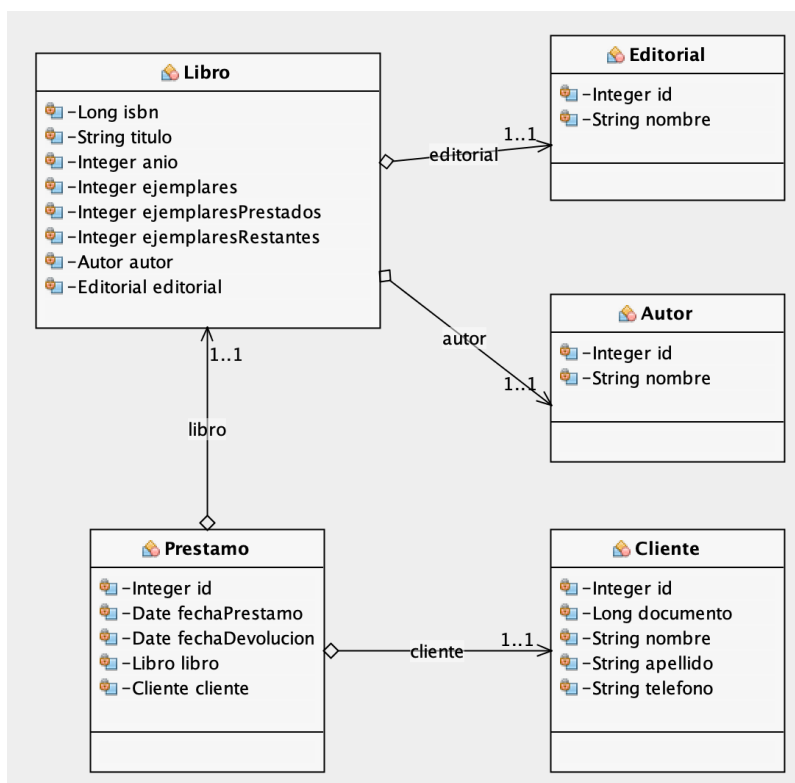 Libro
-Long isbn
-String titulo
-Integer anio
-Integer ejemplares
-Integer ejemplaresPrestados
-Integer ejemplaresRestantes
-Autor autor
-Editorial editorial
Editorial
-Integer id
-String nombre
1..1
editorial
autor
1..1
Autor
-Integer id
-String nombre
1..1
libro
Prestamo
-Integer id
-Date fechaPrestamo
-Date fechaDevolucion
-Libro libro
-Cliente cliente
cliente
1..1
Cliente
-Integer id
-Long documento
-String nombre
-String apellido
-String telefono